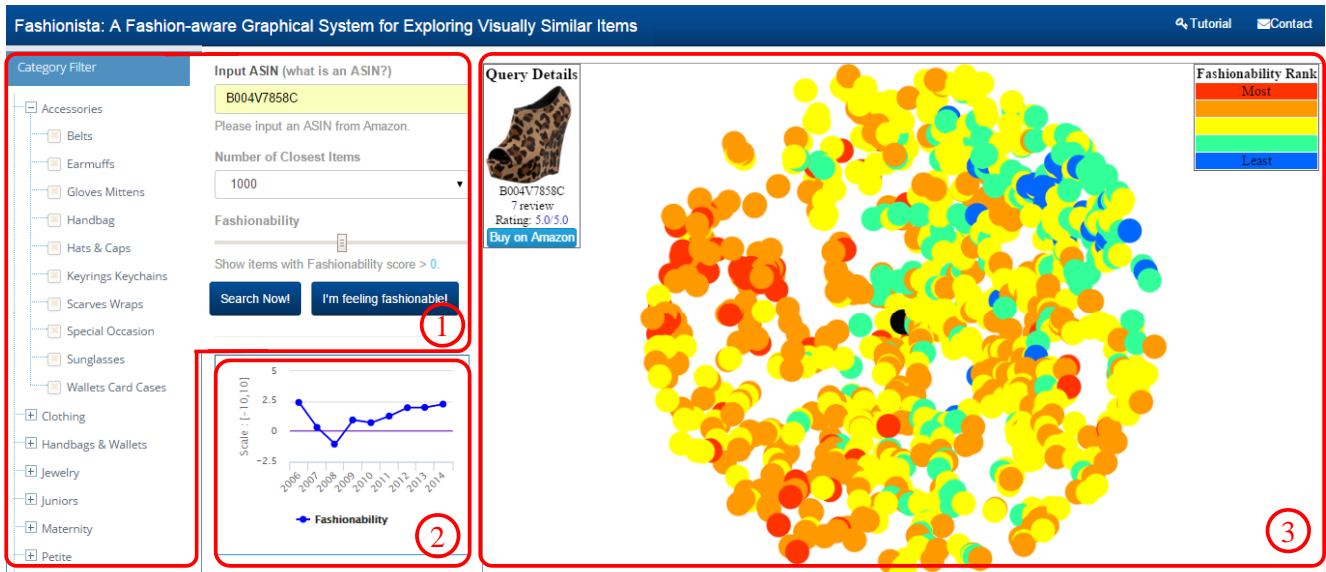 Fashionista: A Fashion-aware Graphical System for Exploring Visually Similar Items
Tutorial
Contact
Category Filter
Accessories
Belts
Earmuffs
Gloves Mittens
Handbag
Hats & Caps
Keyrings Keychains
Scarves Wraps
Special Occasion
Sunglasses
Wallets Card Cases
Clothing
Handbags & Wallets
Jewelry
Juniors
Maternity
Petite
Input ASIN (what is an ASIN?)
B004V7858C
Please input an ASIN from Amazon.
Number of Closest Items
1000
Fashionability
Show items with Fashionability score > 0.
Search Now!
I'm feeling fashionable!
1
Scale : [-10,10]
5
2.5
0
-2.5
2006
2007
2008
2009
2010
2011
2012
2013
2014
Fashionability
2
Query Details
B004V7858C
7 review
Rating: 5.0/5.0
Buy on Amazon
Fashionability Rank
Most
Least
3